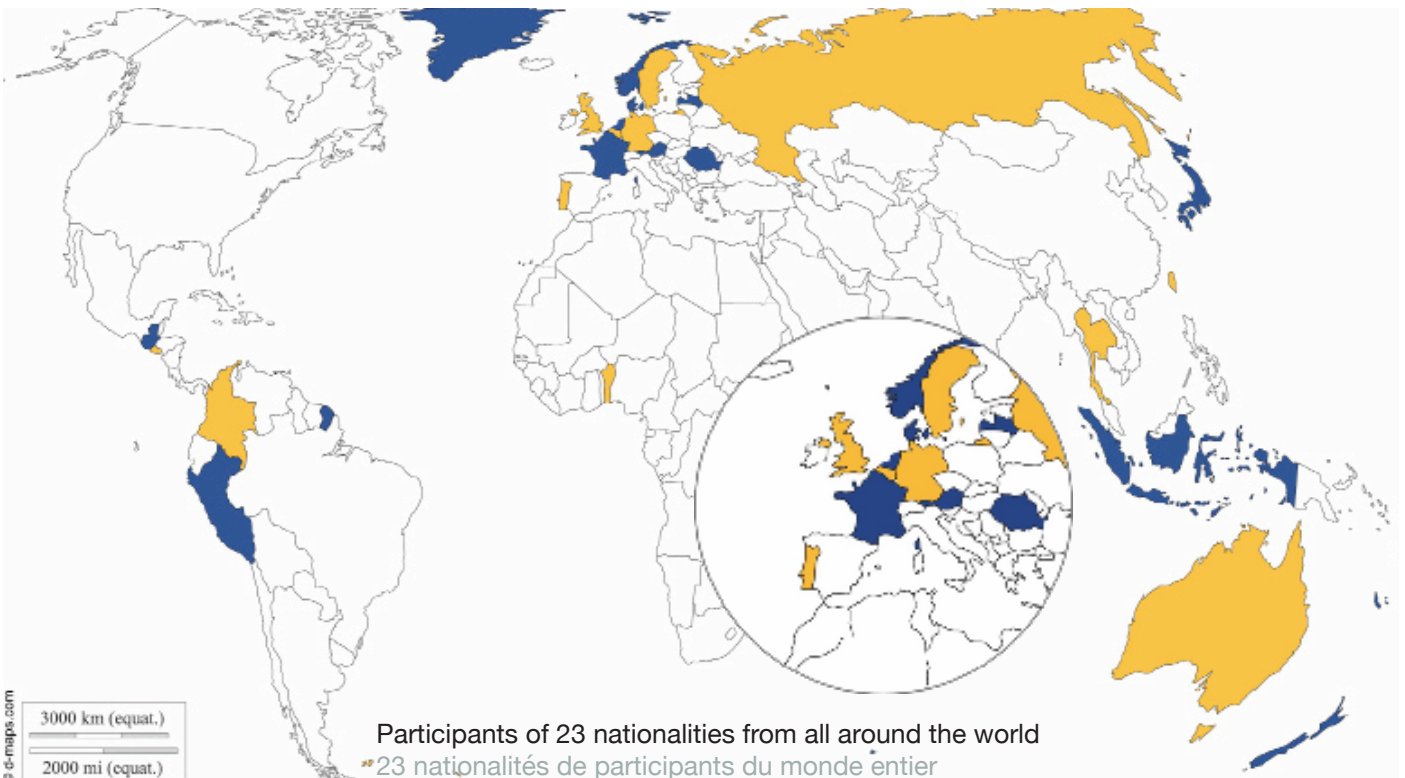 © d-maps.com
3000 km (equat.)
2000 mi (equat.)
Participants of 23 nationalities from all around the world
23 nationalités de participants du monde entier